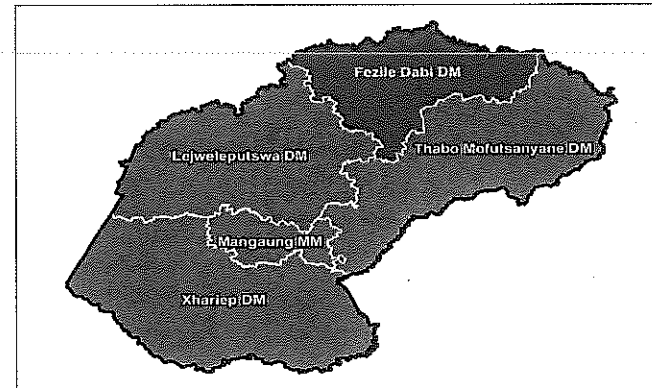 Fezile Dabi DM
Lejweleputswa DM
Thabo Mofutsanyane DM
Mangaung MM
Xhariep DM